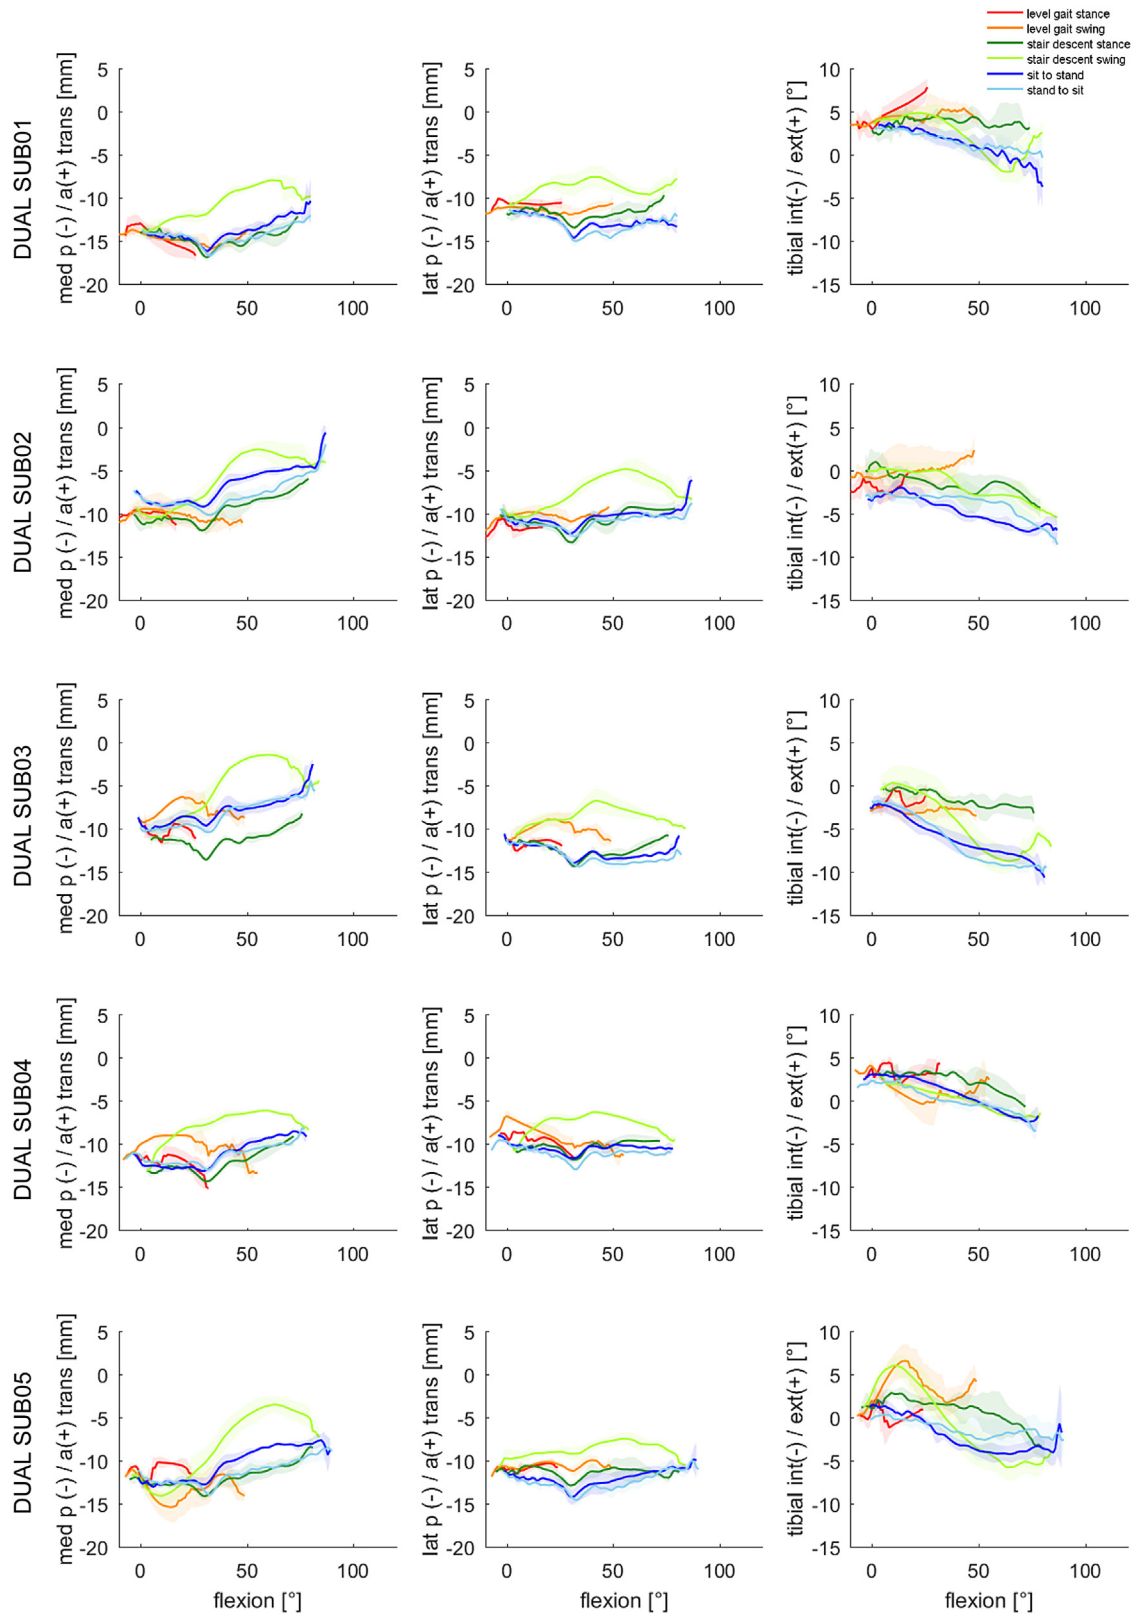 level gait stance
level gait swing
stair descent stance
stair descent swing
sit to stand
stand to sit
DUAL SUB01
med p (-) / a(+) trans [mm]
5
0
-5
-10
-15
-20
0 50 100
lat p (-) / a(+) trans [mm]
5
0
-5
-10
-15
-20
0 50 100
tibial int(-) / ext(+) [°]
10
5
0
-5
-10
-15
0 50 100
DUAL SUB02
med p (-) / a(+) trans [mm]
5
0
-5
-10
-15
-20
0 50 100
lat p (-) / a(+) trans [mm]
5
0
-5
-10
-15
-20
0 50 100
tibial int(-) / ext(+) [°]
10
5
0
-5
-10
-15
0 50 100
DUAL SUB03
med p (-) / a(+) trans [mm]
5
0
-5
-10
-15
-20
0 50 100
lat p (-) / a(+) trans [mm]
5
0
-5
-10
-15
-20
0 50 100
tibial int(-) / ext(+) [°]
10
5
0
-5
-10
-15
0 50 100
DUAL SUB04
med p (-) / a(+) trans [mm]
5
0
-5
-10
-15
-20
0 50 100
lat p (-) / a(+) trans [mm]
5
0
-5
-10
-15
-20
0 50 100
tibial int(-) / ext(+) [°]
10
5
0
-5
-10
-15
0 50 100
DUAL SUB05
med p (-) / a(+) trans [mm]
5
0
-5
-10
-15
-20
0 50 100
flexion [°]
lat p (-) / a(+) trans [mm]
5
0
-5
-10
-15
-20
0 50 100
flexion [°]
tibial int(-) / ext(+) [°]
10
5
0
-5
-10
-15
0 50 100
flexion [°]